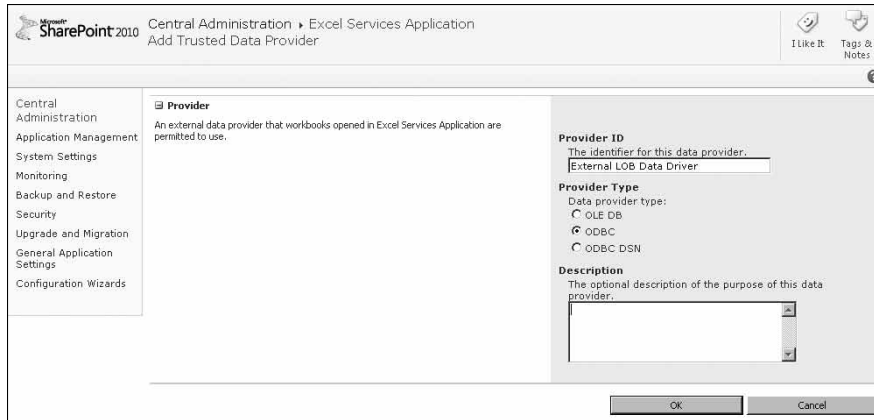 Microsoft
SharePoint 2010
Central Administration ▸ Excel Services Application
Add Trusted Data Provider
I Like It
Tags &
Notes
Central
Administration
Application Management
System Settings
Monitoring
Backup and Restore
Security
Upgrade and Migration
General Application
Settings
Configuration Wizards
Provider
An external data provider that workbooks opened in Excel Services Application are
permitted to use.
Provider ID
The identifier for this data provider.
External LOB Data Driver
Provider Type
Data provider type:
OLE DB
ODBC
ODBC DSN
Description
The optional description of the purpose of this data
provider.
OK
Cancel